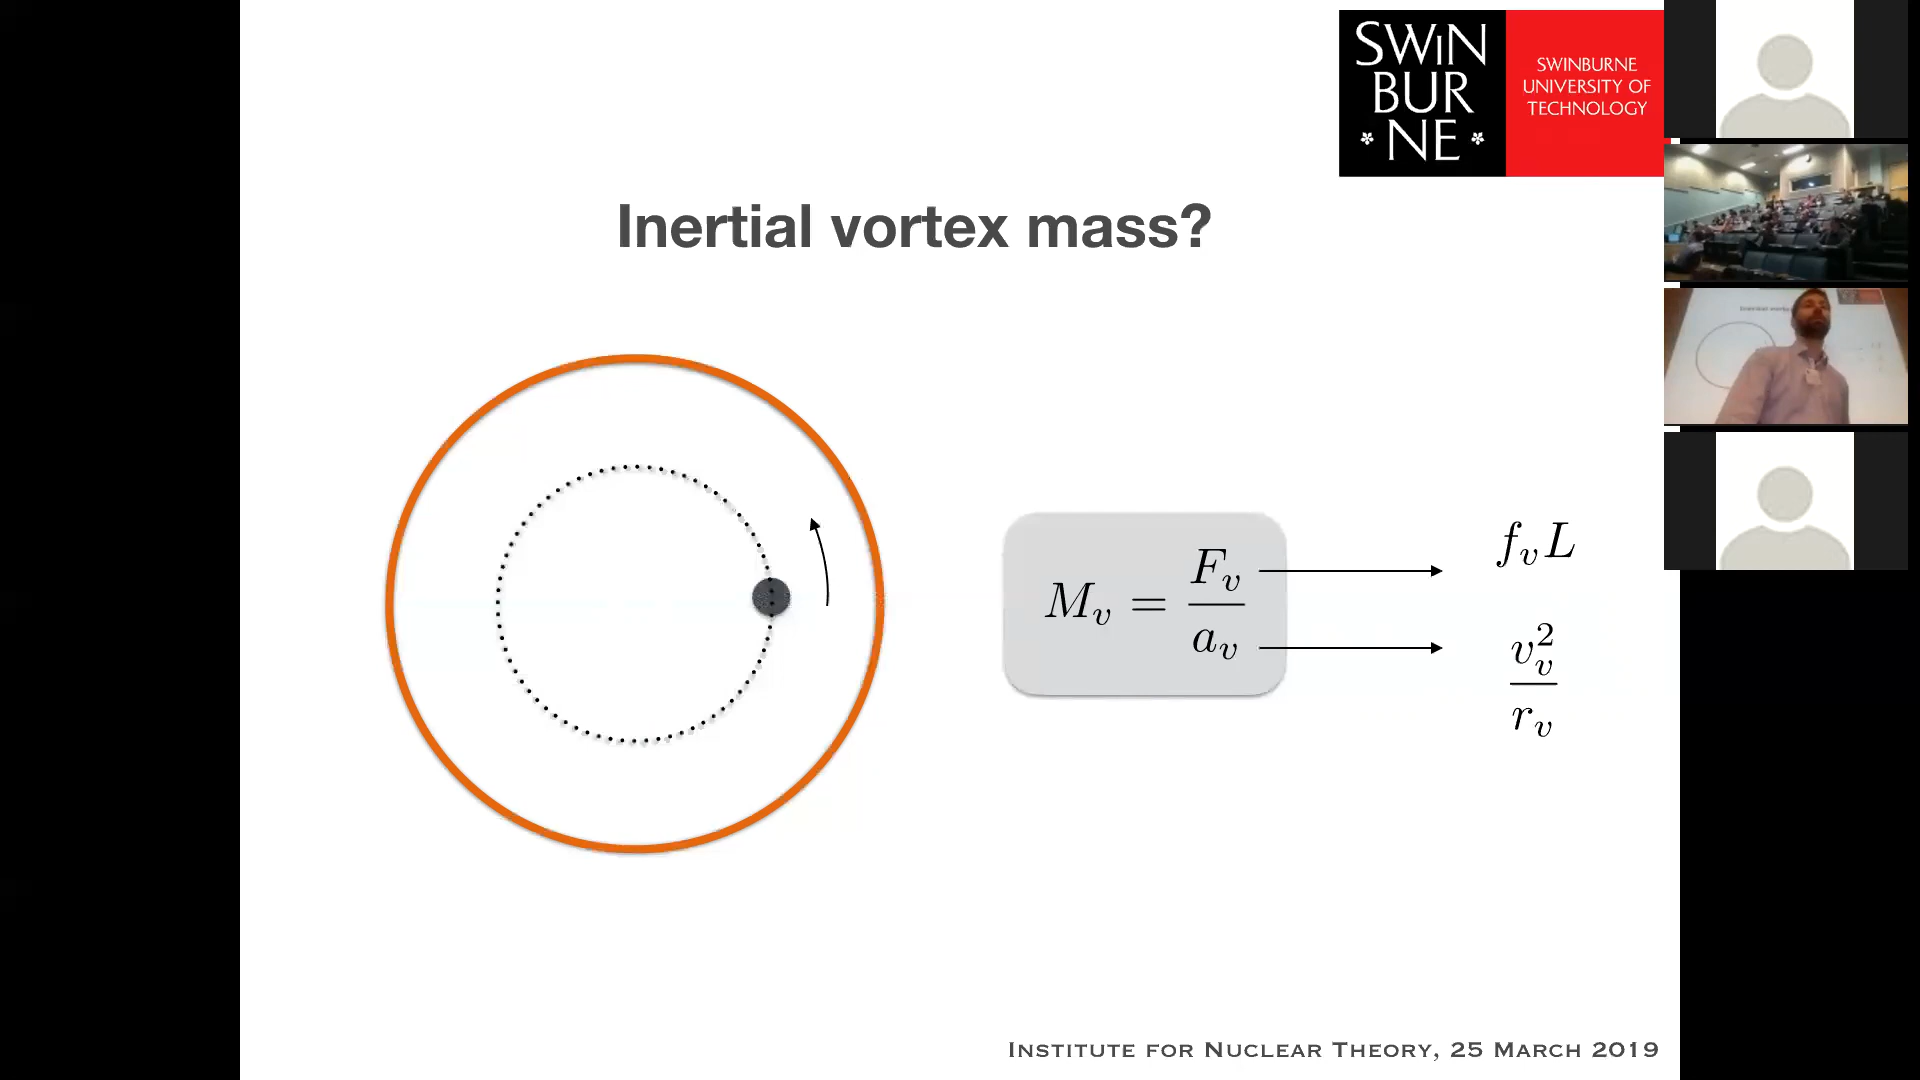 SWiN
BUR
NE
SWINBURNE
UNIVERSITY OF
TECHNOLOGY
Inertial vortex mass?
M_v = F_v / a_v
f_v L
v_v^2 / r_v
INSTITUTE FOR NUCLEAR THEORY, 25 MARCH 2019